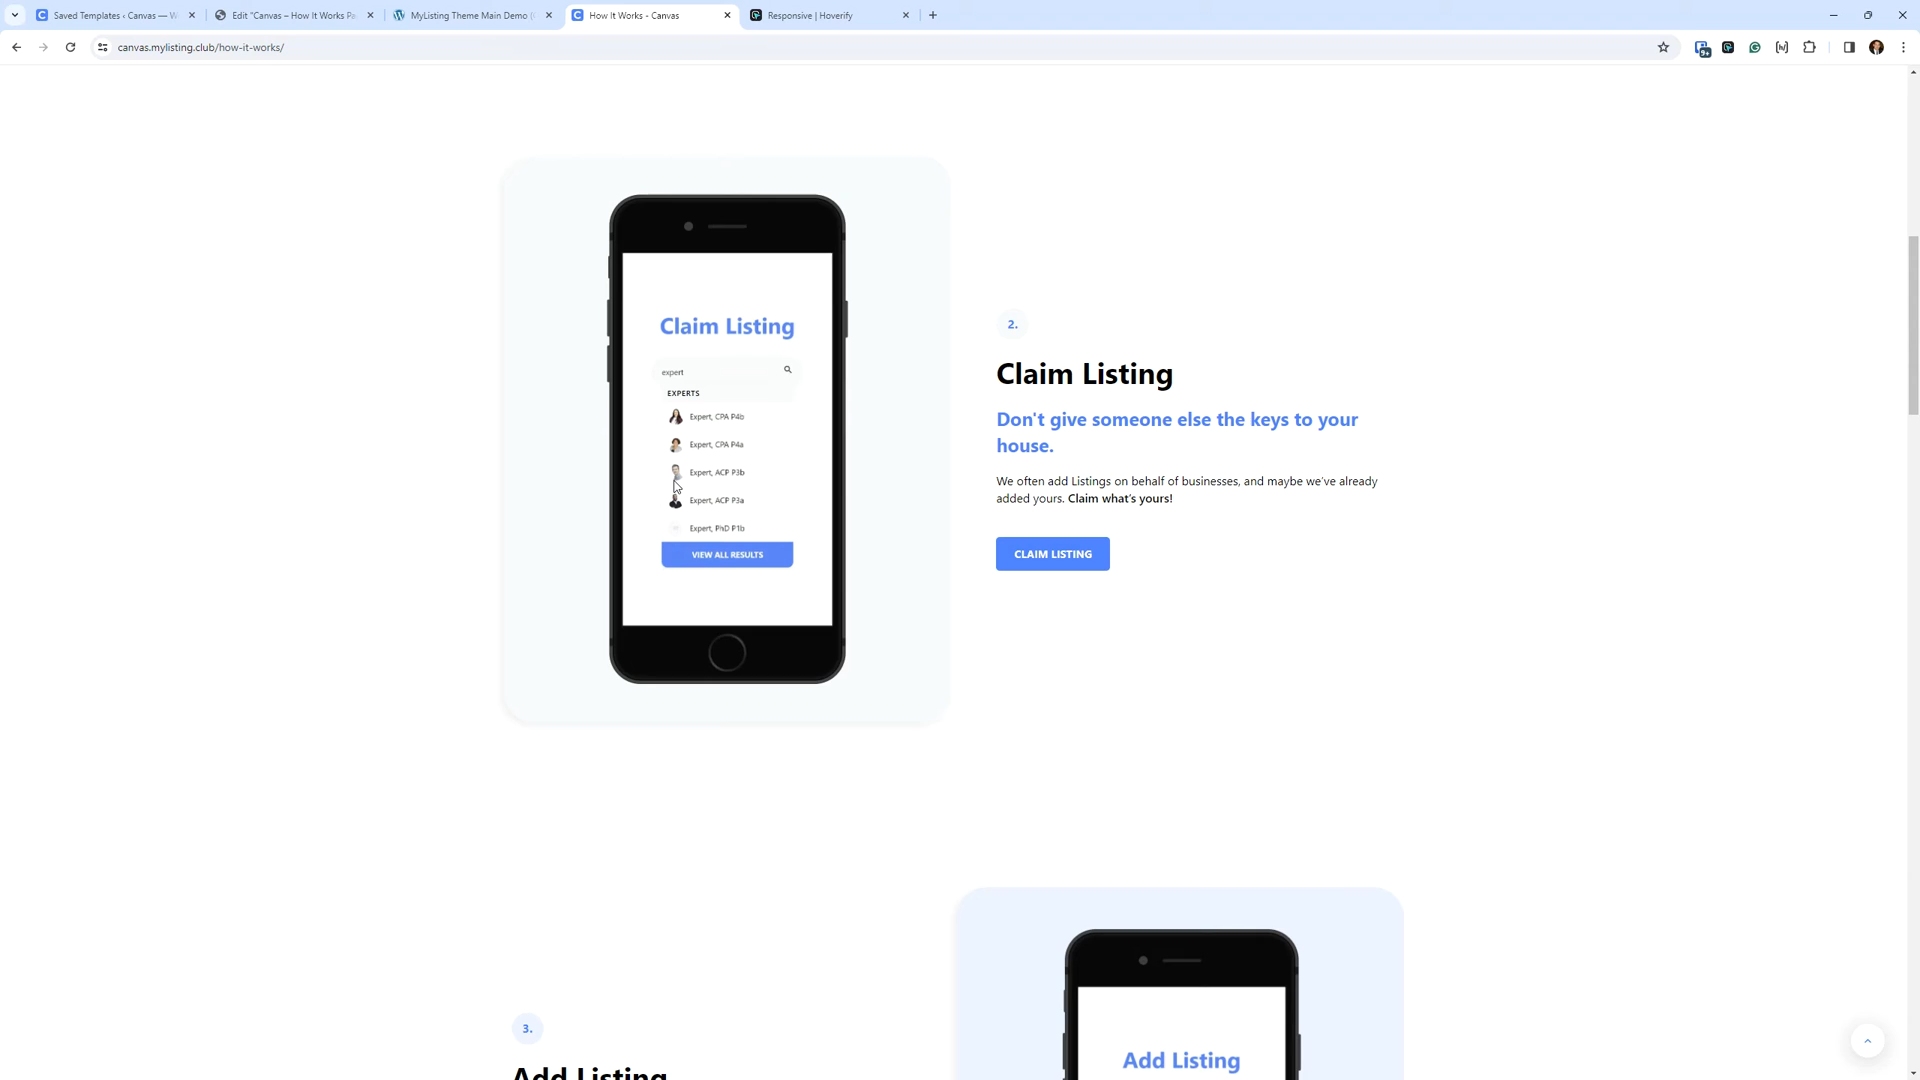 Saved Templates ‹ Canvas — W
Edit "Canvas – How It Works Pa
MyListing Theme Main Demo (
How It Works - Canvas
Responsive | Hoverify
canvas.mylisting.club/how-it-works/
9+
Claim Listing
expert
EXPERTS
Expert, CPA P4b
Expert, CPA P4a
Expert, ACP P3b
Expert, ACP P3a
Expert, PhD P1b
VIEW ALL RESULTS
2.
Claim Listing
Don't give someone else the keys to your
house.
We often add Listings on behalf of businesses, and maybe we've already
added yours. Claim what's yours!
CLAIM LISTING
3.
Add Listing
Add Listing